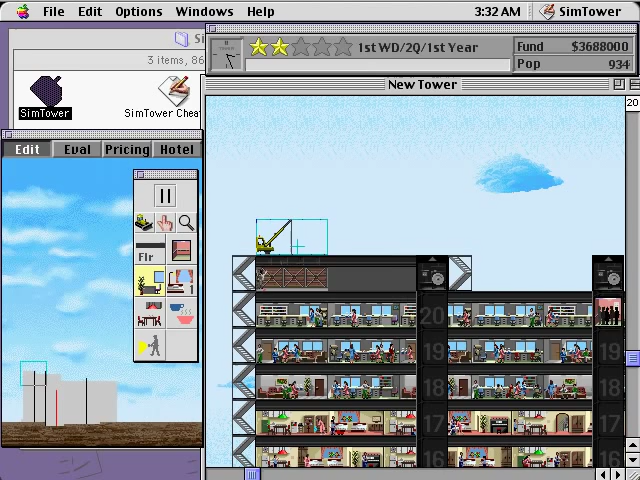 File Edit Options Windows Help 3:32 AM SimTower
1st WD/2Q/1st Year
Fund $3688000
Pop 934
3 items, 86
New Tower
SimTower
SimTower Chea
20
Edit Eval Pricing Hotel
Flr
1
20
19 19
18 18
17 17
16 16